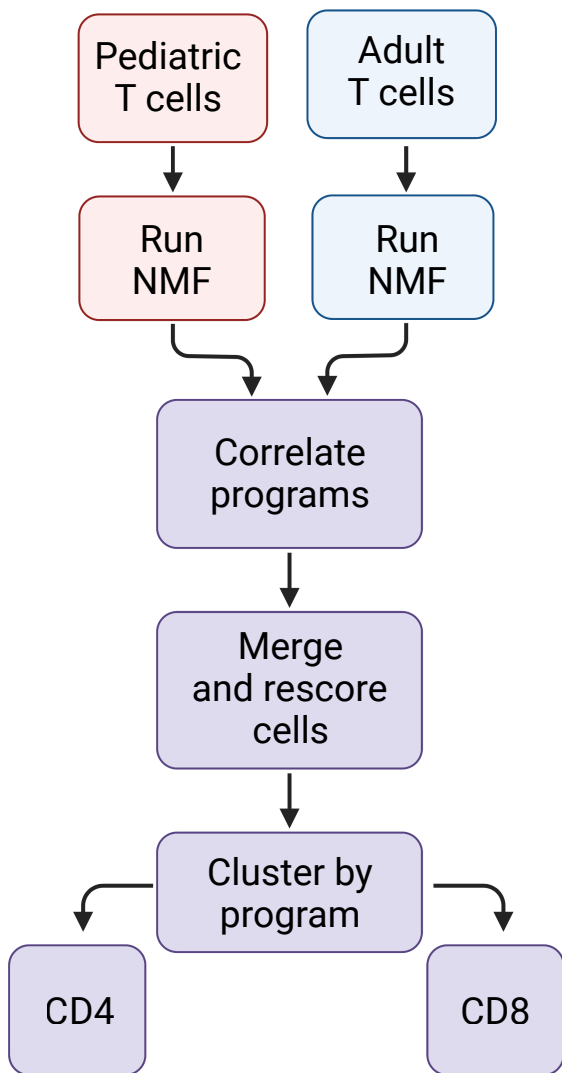 Pediatric
T cells
Adult
T cells
Run
NMF
Run
NMF
Correlate
programs
Merge
and rescore
cells
Cluster by
program
CD4
CD8